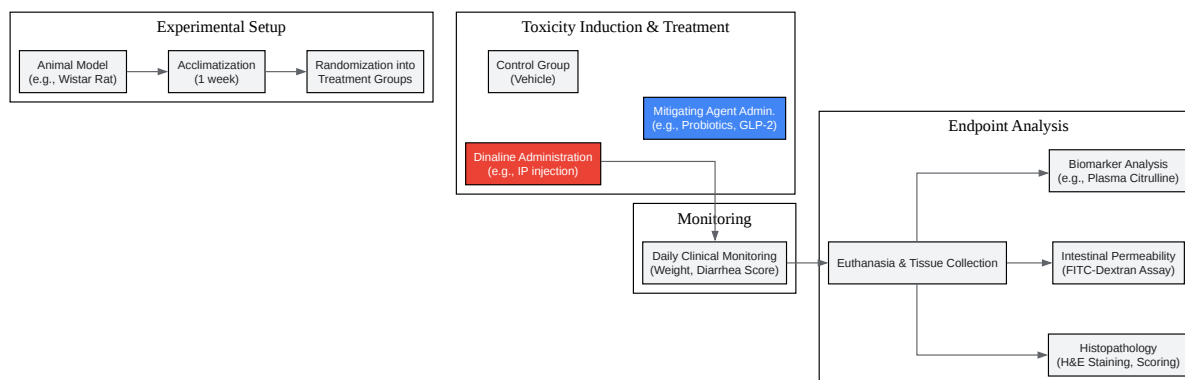 Experimental Setup
Animal Model
(e.g., Wistar Rat)
Acclimatization
(1 week)
Randomization into
Treatment Groups
Toxicity Induction & Treatment
Control Group
(Vehicle)
Mitigating Agent Admin.
(e.g., Probiotics, GLP-2)
Dinaline Administration
(e.g., IP injection)
Monitoring
Daily Clinical Monitoring
(Weight, Diarrhea Score)
Endpoint Analysis
Euthanasia & Tissue Collection
Biomarker Analysis
(e.g., Plasma Citrulline)
Intestinal Permeability
(FITC-Dextran Assay)
Histopathology
(H&E Staining, Scoring)